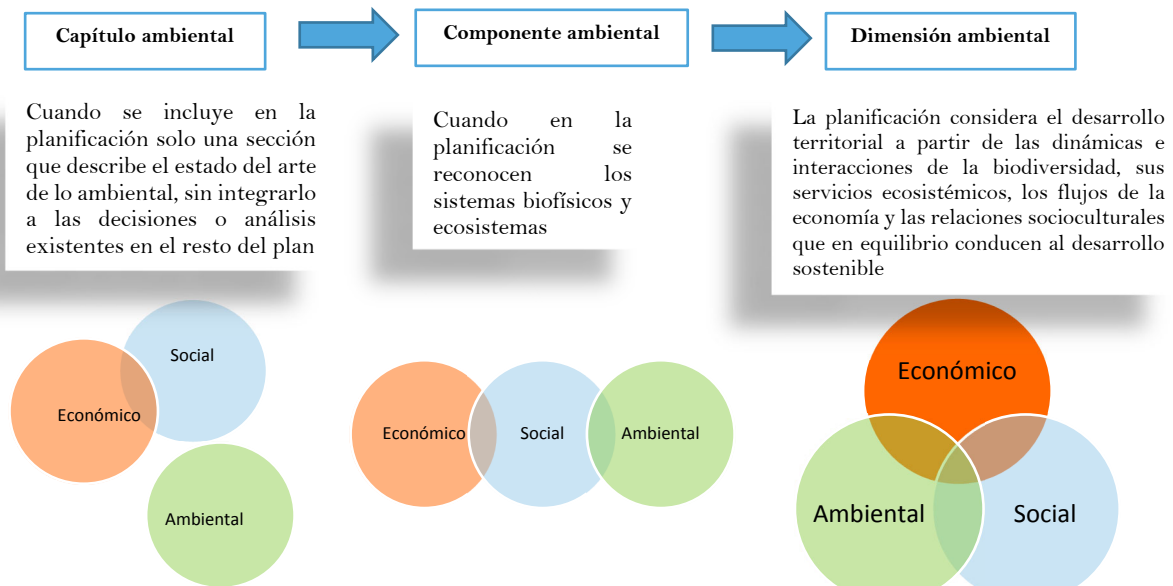 Capítulo ambiental
Componente ambiental
Dimensión ambiental
Cuando se incluye en la
planificación solo una sección
que describe el estado del arte
de lo ambiental, sin integrarlo
a las decisiones o análisis
existentes en el resto del plan
Cuando en la
planificación se
reconocen los
sistemas biofísicos y
ecosistemas
La planificación considera el desarrollo
territorial a partir de las dinámicas e
interacciones de la biodiversidad, sus
servicios ecosistémicos, los flujos de la
economía y las relaciones socioculturales
que en equilibrio conducen al desarrollo
sostenible
Social
Económico
Ambiental
Económico
Social
Ambiental
Económico
Ambiental
Social